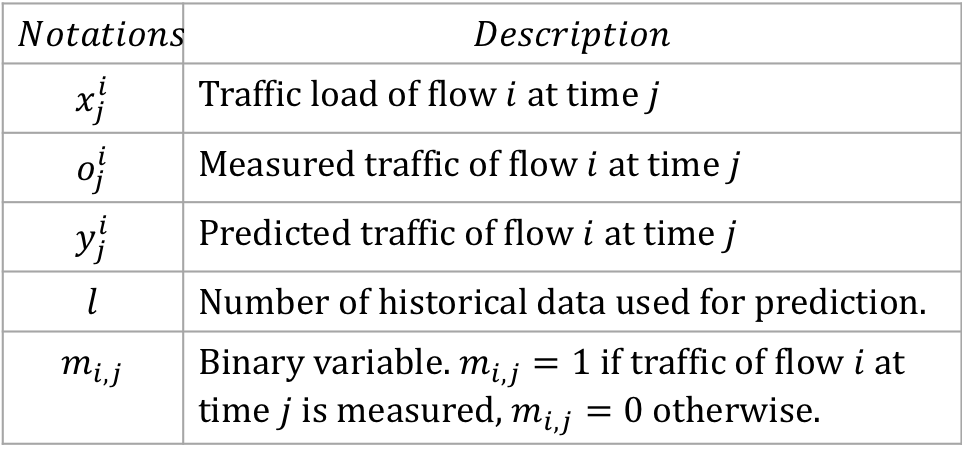 Notations Description
x_j^i Traffic load of flow i at time j
o_j^i Measured traffic of flow i at time j
y_j^i Predicted traffic of flow i at time j
l Number of historical data used for prediction.
m_{i,j} Binary variable. m_{i,j} = 1 if traffic of flow i at
time j is measured, m_{i,j} = 0 otherwise.